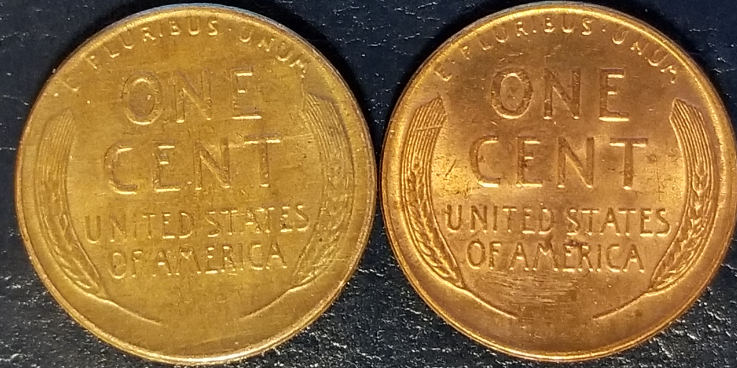 E · PLURIBUS · UNUM
ONE
CENT
UNITED STATES
OF AMERICA
E · PLURIBUS · UNUM
ONE
CENT
UNITED STATES
OF AMERICA